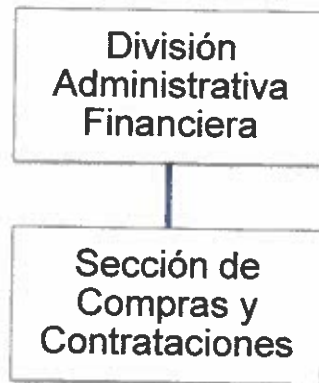 División
Administrativa
Financiera
Sección de
Compras y
Contrataciones